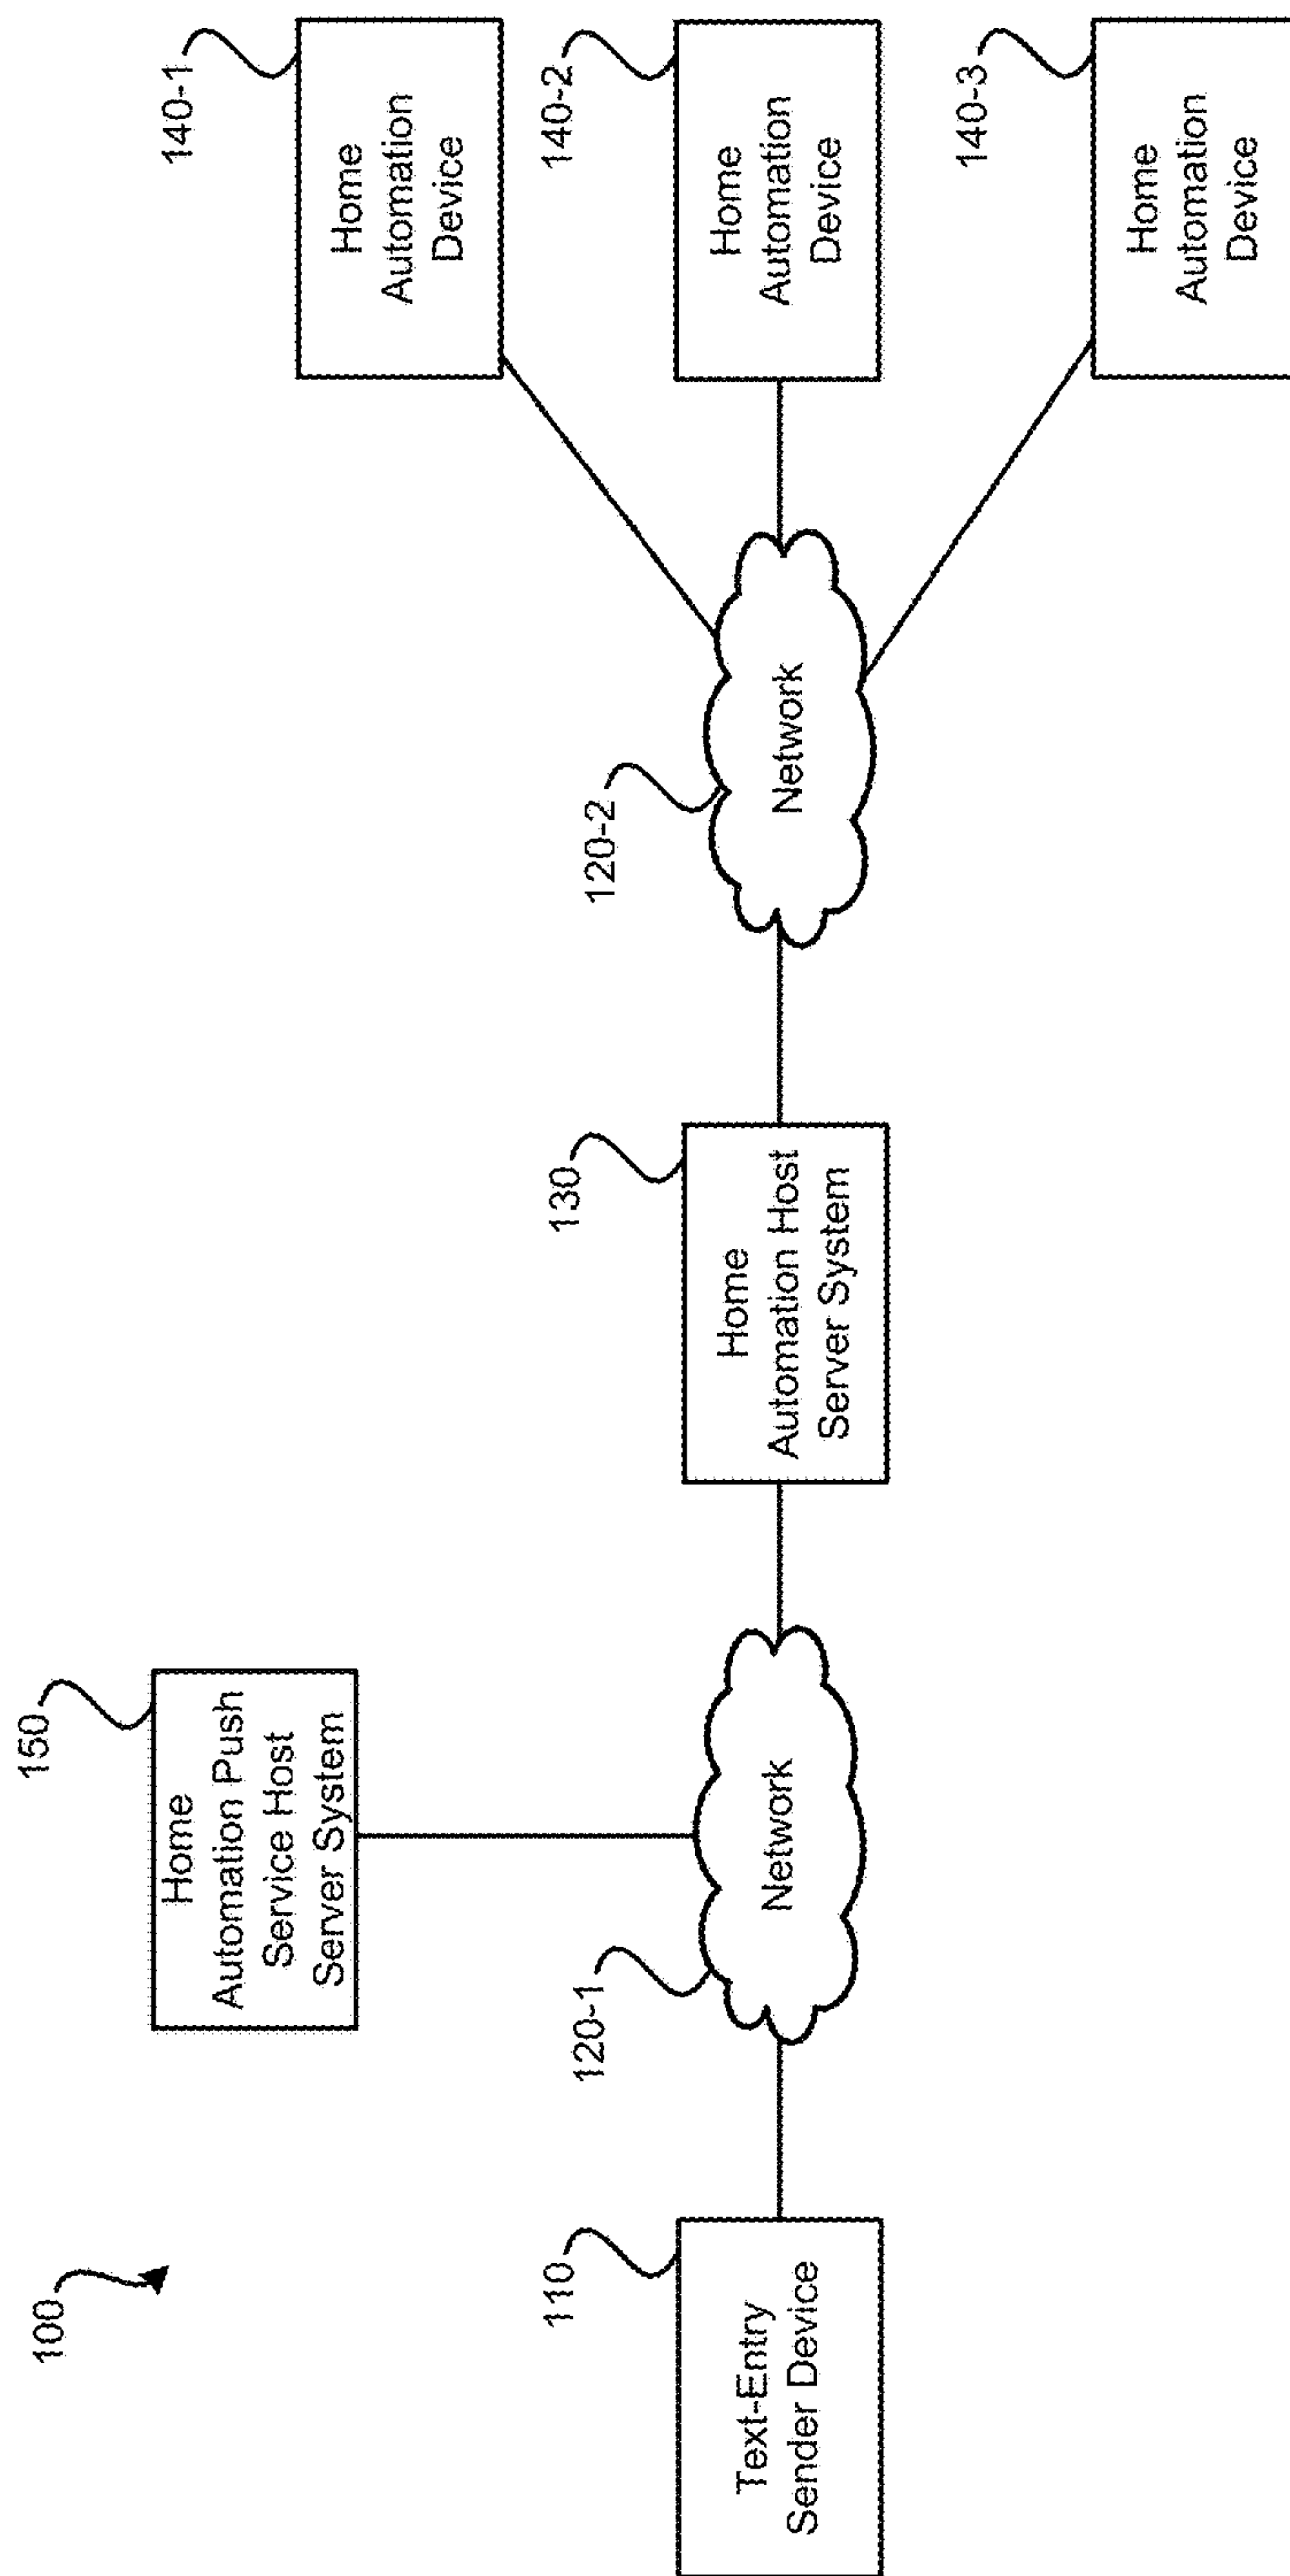 100
150
Home
Automation Push
Service Host
Server System
110
Text-Entry
Sender Device
120-1
Network
130
Home
Automation Host
Server System
120-2
Network
140-1
Home
Automation
Device
140-2
Home
Automation
Device
140-3
Home
Automation
Device